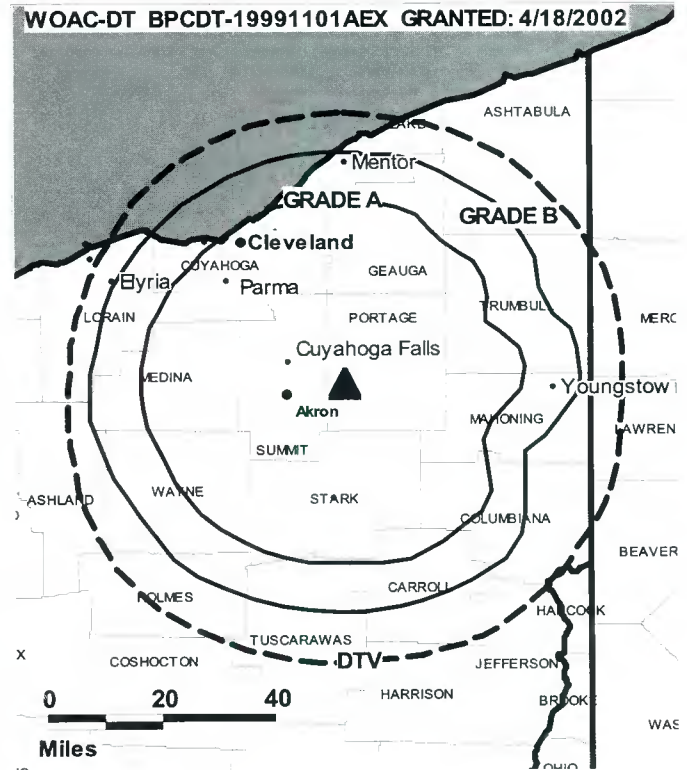 WOAC-DT BPCDT-19991101AEX GRANTED: 4/18/2002
ASHTABULA
LAKE
Mentor
GRADE A
GRADE B
Cleveland
CUYAHOGA
GEAUGA
Elyria
Parma
TRUMBUL
LORAIN
PORTAGE
MERC
Cuyahoga Falls
MEDINA
Youngstow
Akron
MAHONING
LAWREN
SUMMIT
WAYNE
STARK
ASHLAND
COLUMBIANA
BEAVER
CARROLL
HOLMES
HANCOCK
TUSCARAWAS
X
COSHOCTON
DTV
JEFFERSON
HARRISON
BROOKE
0 20 40
WAS
Miles
OHIO